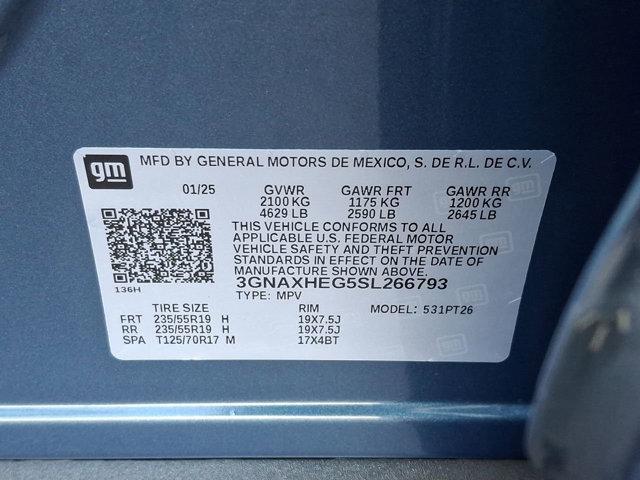 gm MFD BY GENERAL MOTORS DE MEXICO, S. DE R.L. DE C.V.
01/25 GVWR GAWR FRT GAWR RR
2100 KG 1175 KG 1200 KG
4629 LB 2590 LB 2645 LB
THIS VEHICLE CONFORMS TO ALL
APPLICABLE U.S. FEDERAL MOTOR
VEHICLE SAFETY AND THEFT PREVENTION
STANDARDS IN EFFECT ON THE DATE OF
MANUFACTURE SHOWN ABOVE.
3GNAXHEG5SL266793
136H TYPE: MPV
TIRE SIZE RIM MODEL: 531PT26
FRT 235/55R19 H 19X7.5J
RR 235/55R19 H 19X7.5J
SPA T125/70R17 M 17X4BT